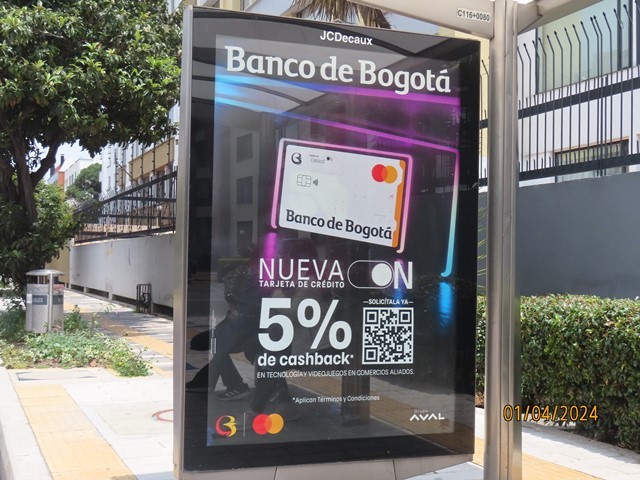 C116+0080
JCDecaux
Banco de Bogotá
Banco de Bogotá
NUEVA ON
TARJETA DE CRÉDITO
5%
de cashback*
SOLICÍTALA YA
EN TECNOLOGÍA Y VIDEOJUEGOS EN COMERCIOS ALIADOS.
*Aplican Términos y Condiciones
Grupo
AVAL
01/04/2024